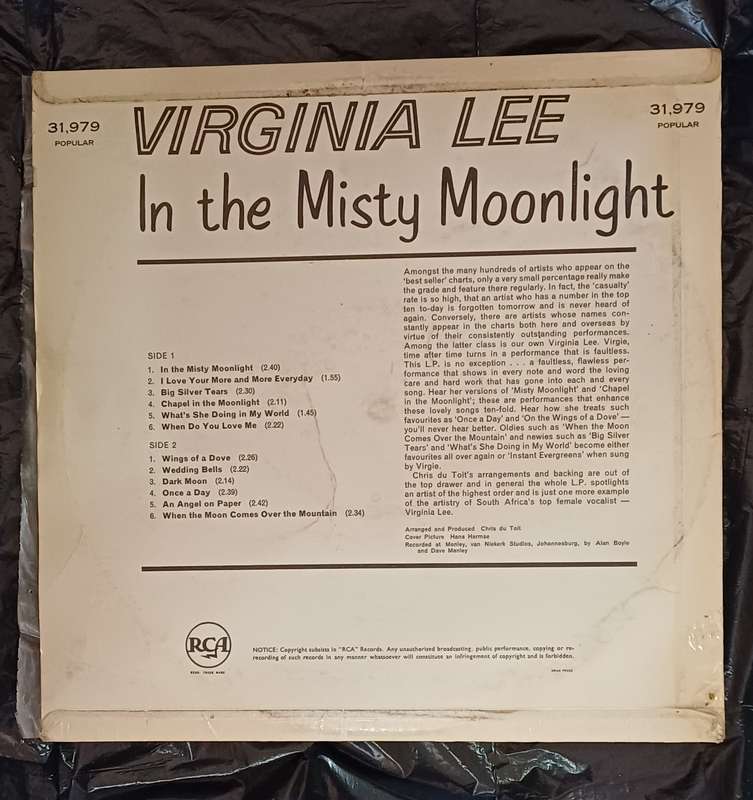 31,979
POPULAR
VIRGINIA LEE
31,979
POPULAR
In the Misty Moonlight
SIDE 1
1. In the Misty Moonlight (2.40)
2. I Love Your More and More Everyday (1.55)
3. Big Silver Tears (2.30)
4. Chapel in the Moonlight (2.11)
5. What's She Doing in My World (1.45)
6. When Do You Love Me (2.22)
SIDE 2
1. Wings of a Dove (2.26)
2. Wedding Bells (2.22)
3. Dark Moon (2.14)
4. Once a Day (2.39)
5. An Angel on Paper (2.42)
6. When the Moon Comes Over the Mountain (2.34)
Amongst the many hundreds of artists who appear on the
'best seller' charts, only a very small percentage really make
the grade and feature there regularly. In fact, the 'casualty'
rate is so high, that an artist who has a number in the top
ten to-day is forgotten tomorrow and is never heard of
again. Conversely, there are artists whose names con-
stantly appear in the charts both here and overseas by
virtue of their consistently outstanding performances.
Among the latter class is our own Virginia Lee. Virgie,
time after time turns in a performance that is faultless.
This L.P. is no exception . . . a faultless, flawless per-
formance that shows in every note and word the loving
care and hard work that has gone into each and every
song. Hear her versions of 'Misty Moonlight' and 'Chapel
in the Moonlight'; these are performances that enhance
these lovely songs ten-fold. Hear how she treats such
favourites as 'Once a Day' and 'On the Wings of a Dove' —
you'll never hear better. Oldies such as 'When the Moon
Comes Over the Mountain' and newies such as 'Big Silver
Tears' and 'What's She Doing in My World' become either
favourites all over again or 'Instant Evergreens' when sung
by Virgie.
Chris du Toit's arrangements and backing are out of
the top drawer and in general the whole L.P. spotlights
an artist of the highest order and is just one more example
of the artistry of South Africa's top female vocalist —
Virginia Lee.
Arranged and Produced Chris du Toit
Cover Picture Hans Harmse
Recorded at Manley, van Niekerk Studios, Johannesburg, by Alan Boyle
and Dave Manley
RCA
REGD. TRADE MARK
NOTICE: Copyright subsists in "RCA" Records. Any unauthorized broadcasting, public performance, copying or re-
recording of such records in any manner whatsoever will constitute an infringement of copyright and is forbidden.